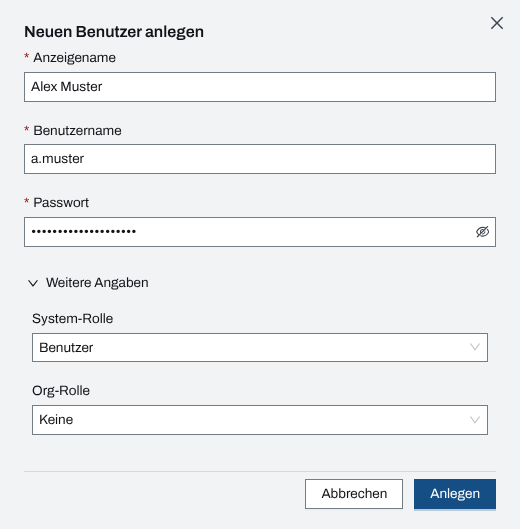 Neuen Benutzer anlegen
* Anzeigename
Alex Muster
* Benutzername
a.muster
* Passwort
••••••••••••••••••••
Weitere Angaben
System-Rolle
Benutzer
Org-Rolle
Keine
Abbrechen
Anlegen